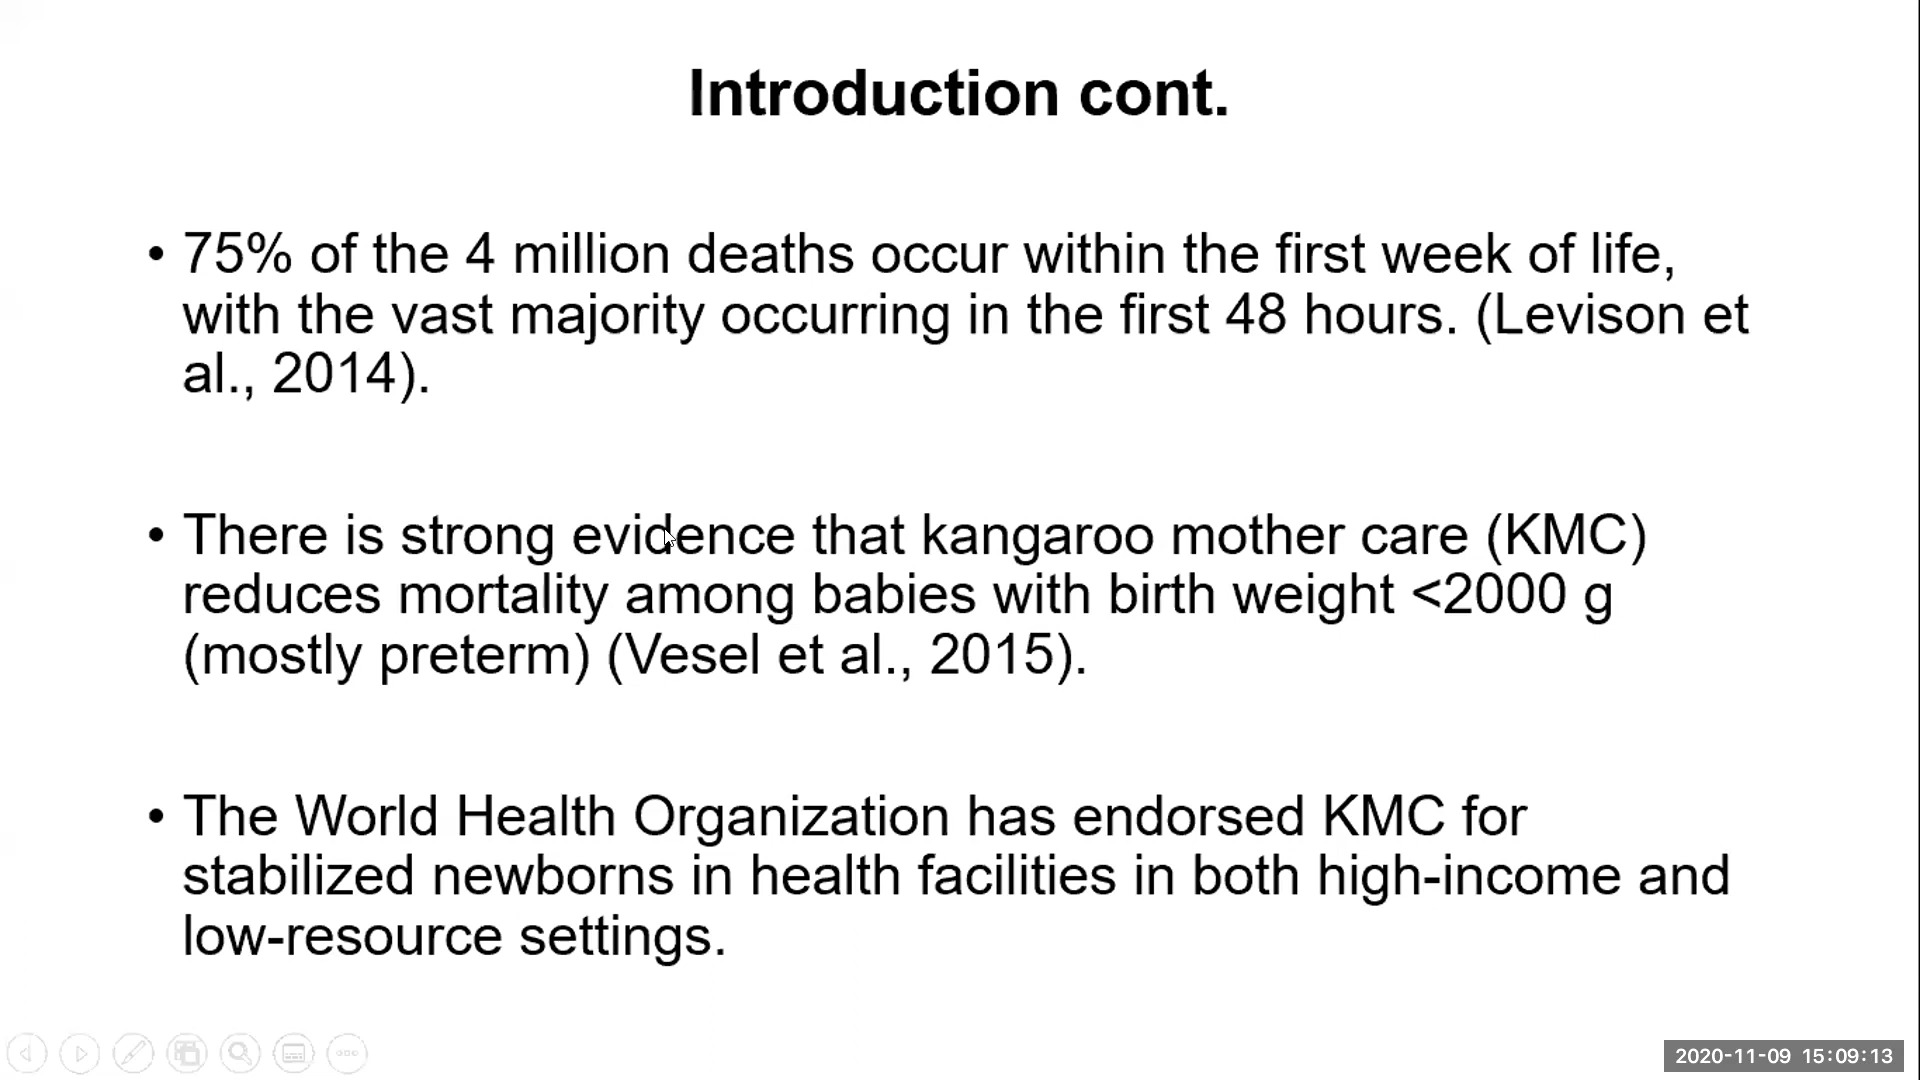 Introduction cont.
• 75% of the 4 million deaths occur within the first week of life,
with the vast majority occurring in the first 48 hours. (Levison et
al., 2014).
• There is strong evidence that kangaroo mother care (KMC)
reduces mortality among babies with birth weight <2000 g
(mostly preterm) (Vesel et al., 2015).
• The World Health Organization has endorsed KMC for
stabilized newborns in health facilities in both high-income and
low-resource settings.
2020-11-09 15:09:13